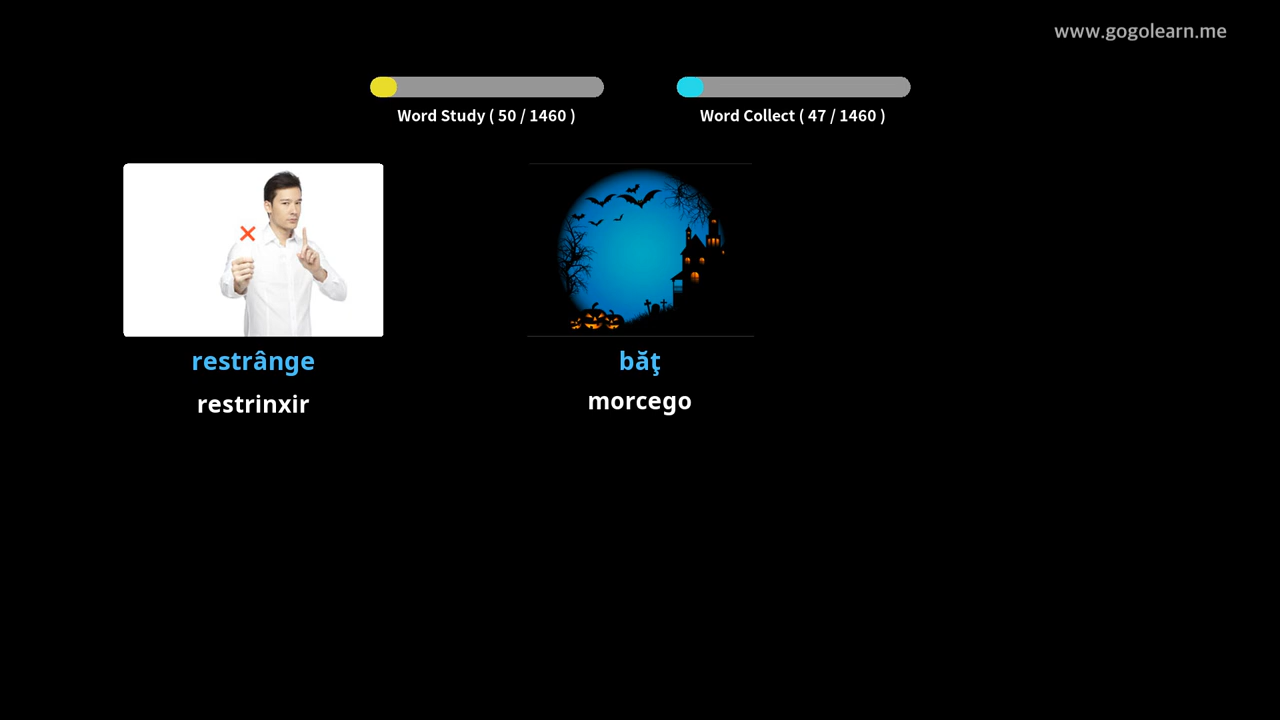 www.gogolearn.me
Word Study ( 50 / 1460 )
Word Collect ( 47 / 1460 )
restrânge
restrinxir
băţ
morcego